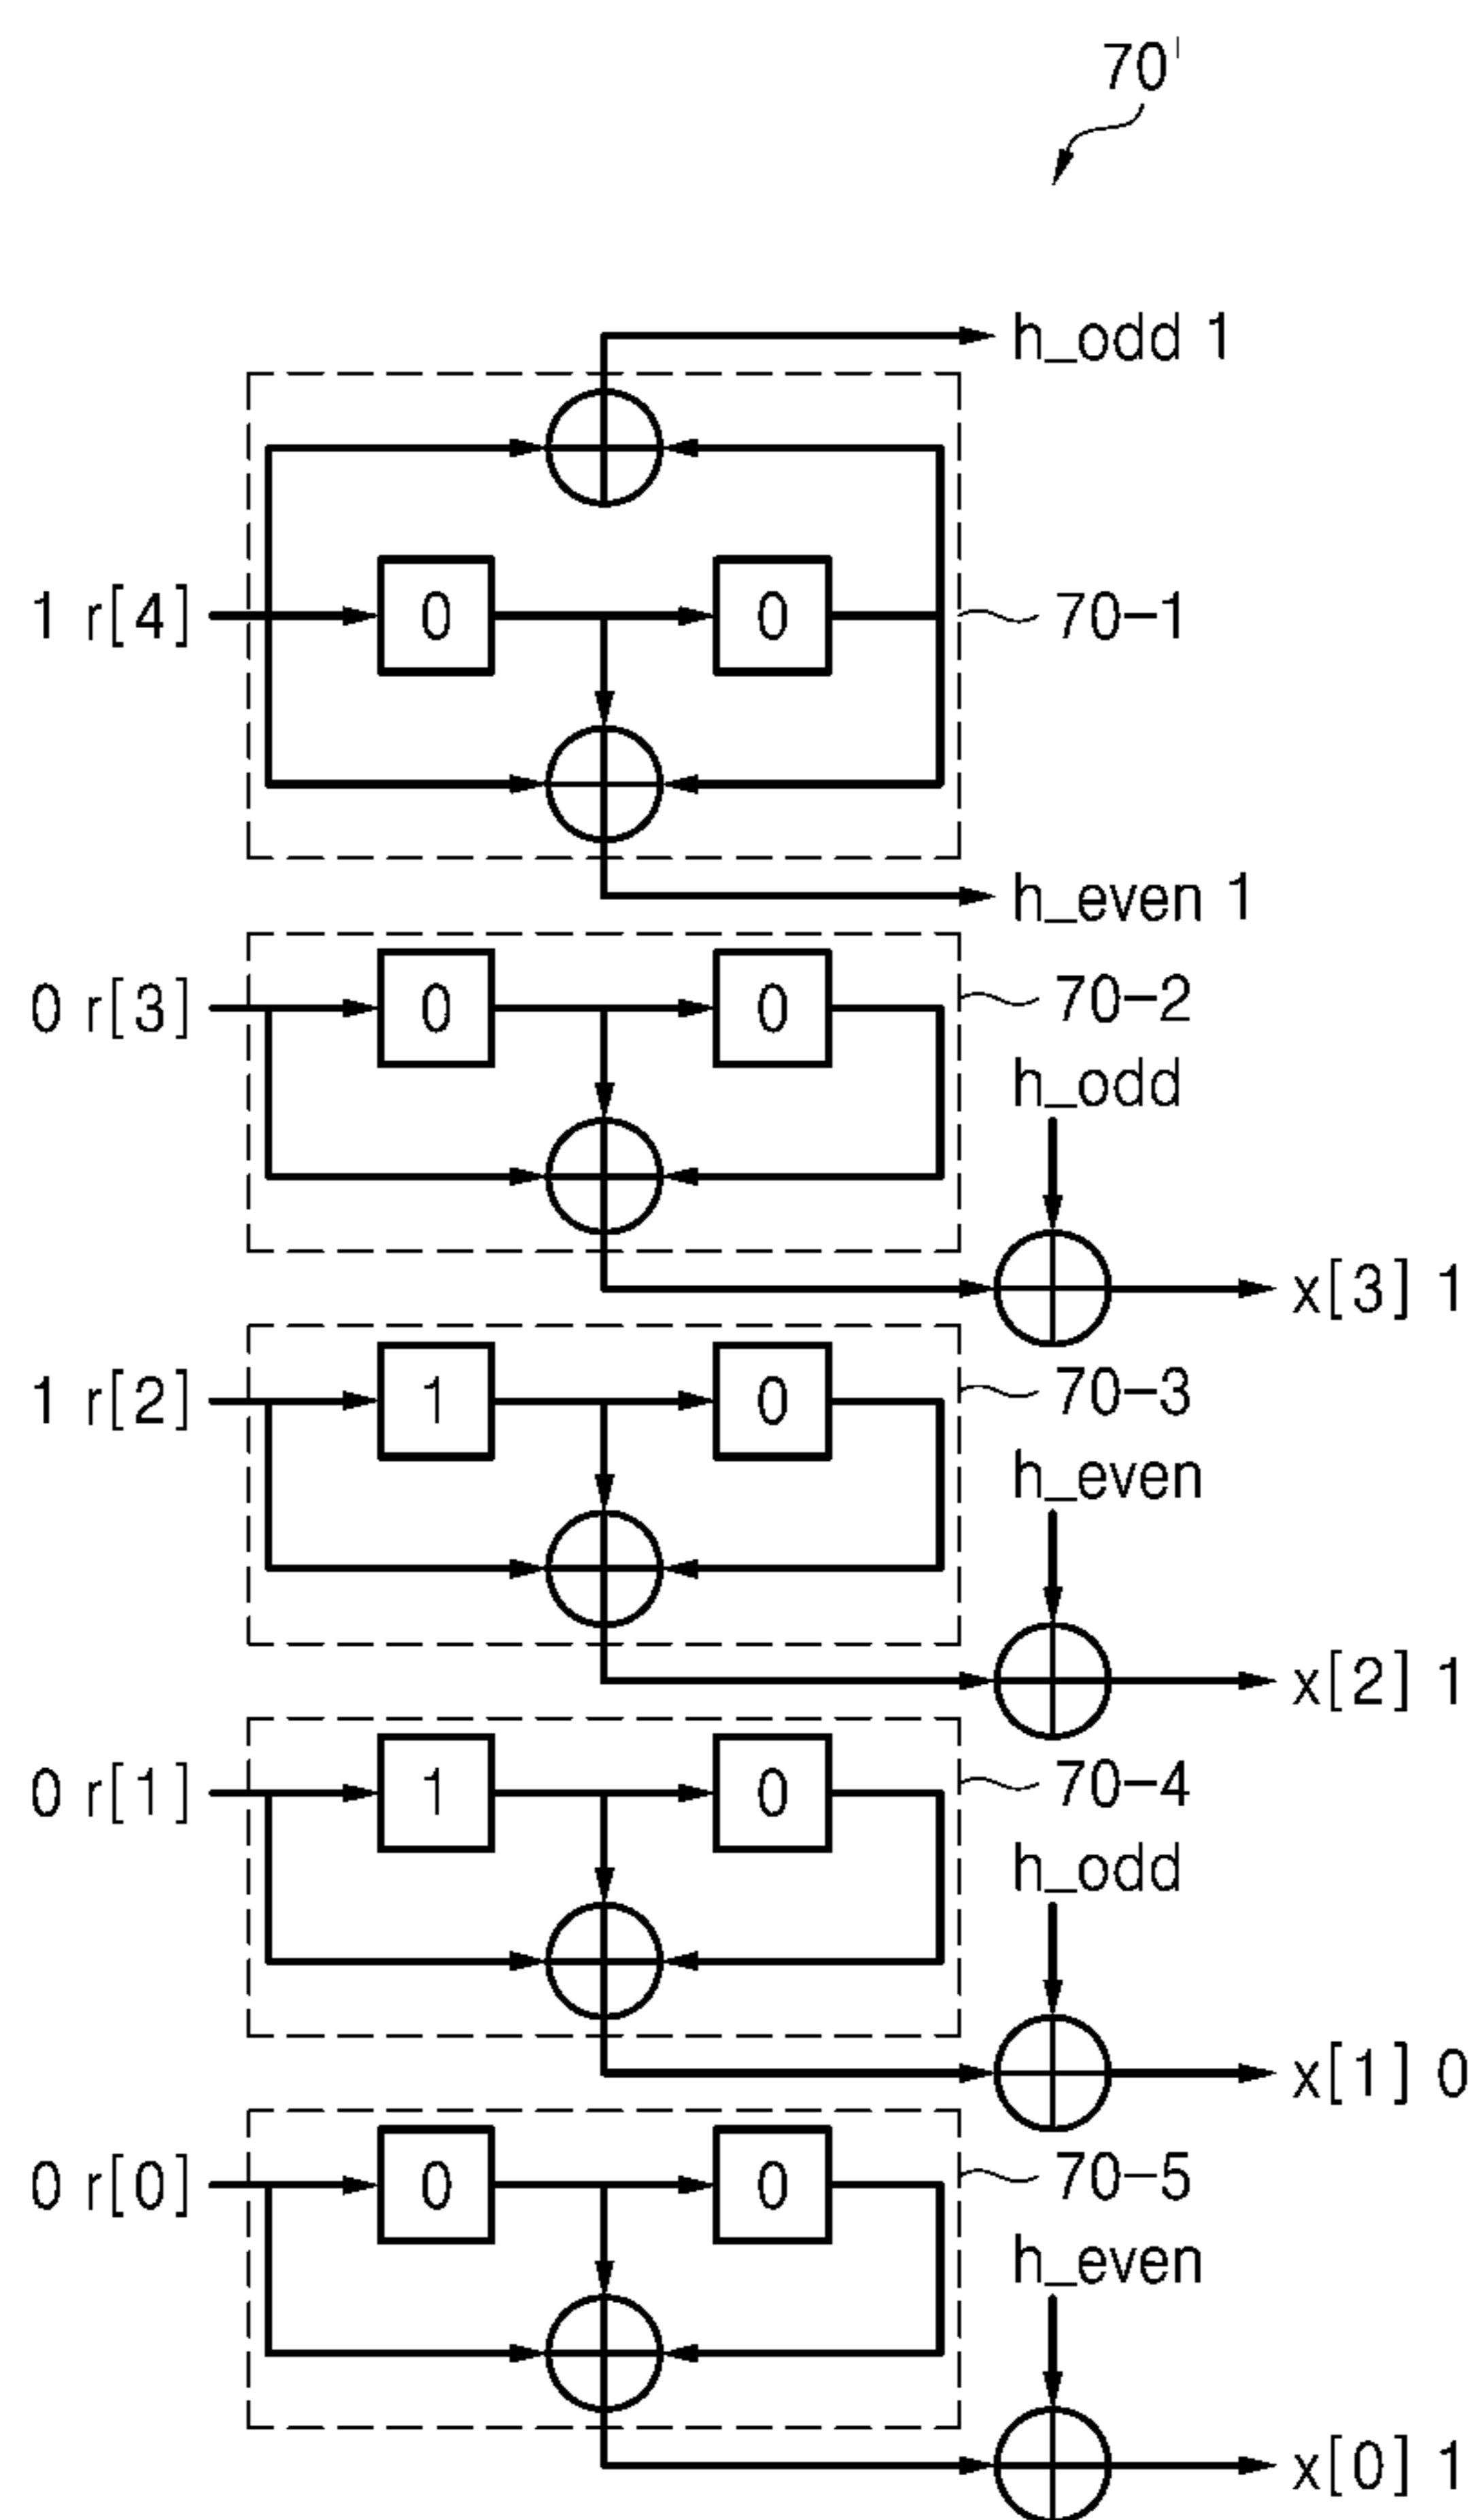 70'
h_odd 1
1 r[4]
0
0
70-1
h_even 1
0 r[3]
0
0
70-2
h_odd
x[3] 1
1 r[2]
1
0
70-3
h_even
x[2] 1
0 r[1]
1
0
70-4
h_odd
x[1] 0
0 r[0]
0
0
70-5
h_even
x[0] 1